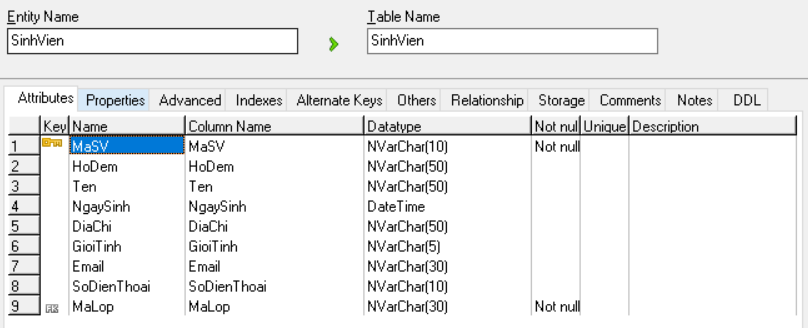 Entity Name Table Name
SinhVien SinhVien
Attributes Properties Advanced Indexes Alternate Keys Others Relationship Storage Comments Notes DDL
Key Name Column Name Datatype Not nul Unique Description
1 MaSV MaSV NVarChar(10) Not null
2 HoDem HoDem NVarChar(50)
3 Ten Ten NVarChar(50)
4 NgaySinh NgaySinh DateTime
5 DiaChi DiaChi NVarChar(50)
6 GioiTinh GioiTinh NVarChar(5)
7 Email Email NVarChar(30)
8 SoDienThoai SoDienThoai NVarChar(10)
9 FK MaLop MaLop NVarChar(30) Not null